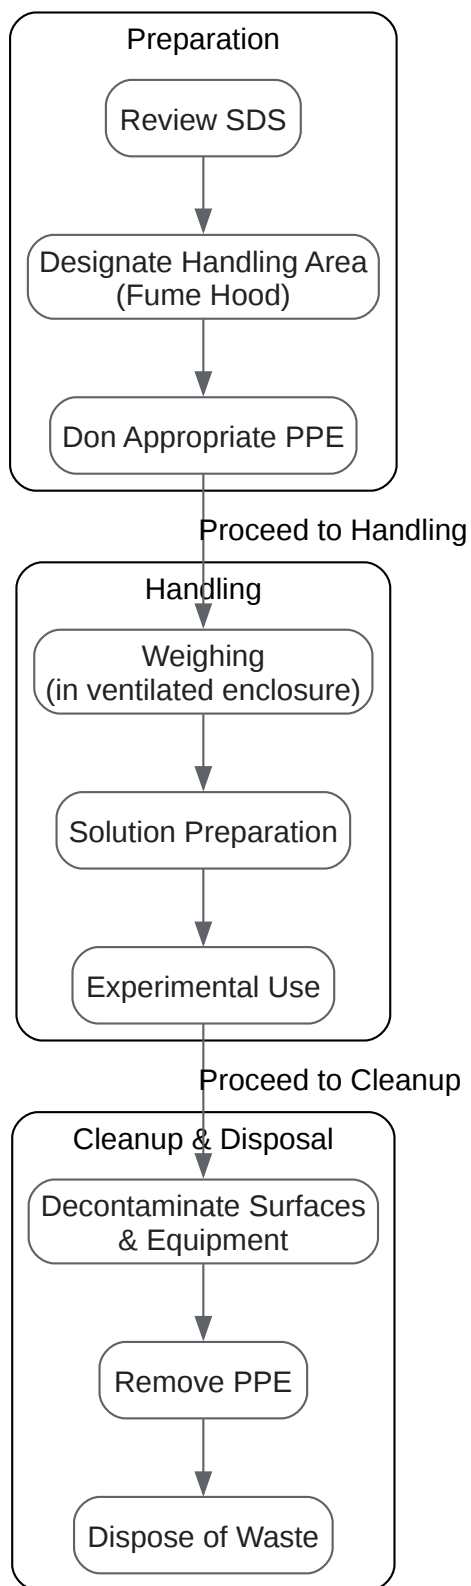 Preparation
Review SDS
Designate Handling Area
(Fume Hood)
Don Appropriate PPE
Proceed to Handling
Handling
Weighing
(in ventilated enclosure)
Solution Preparation
Experimental Use
Proceed to Cleanup
Cleanup & Disposal
Decontaminate Surfaces
& Equipment
Remove PPE
Dispose of Waste